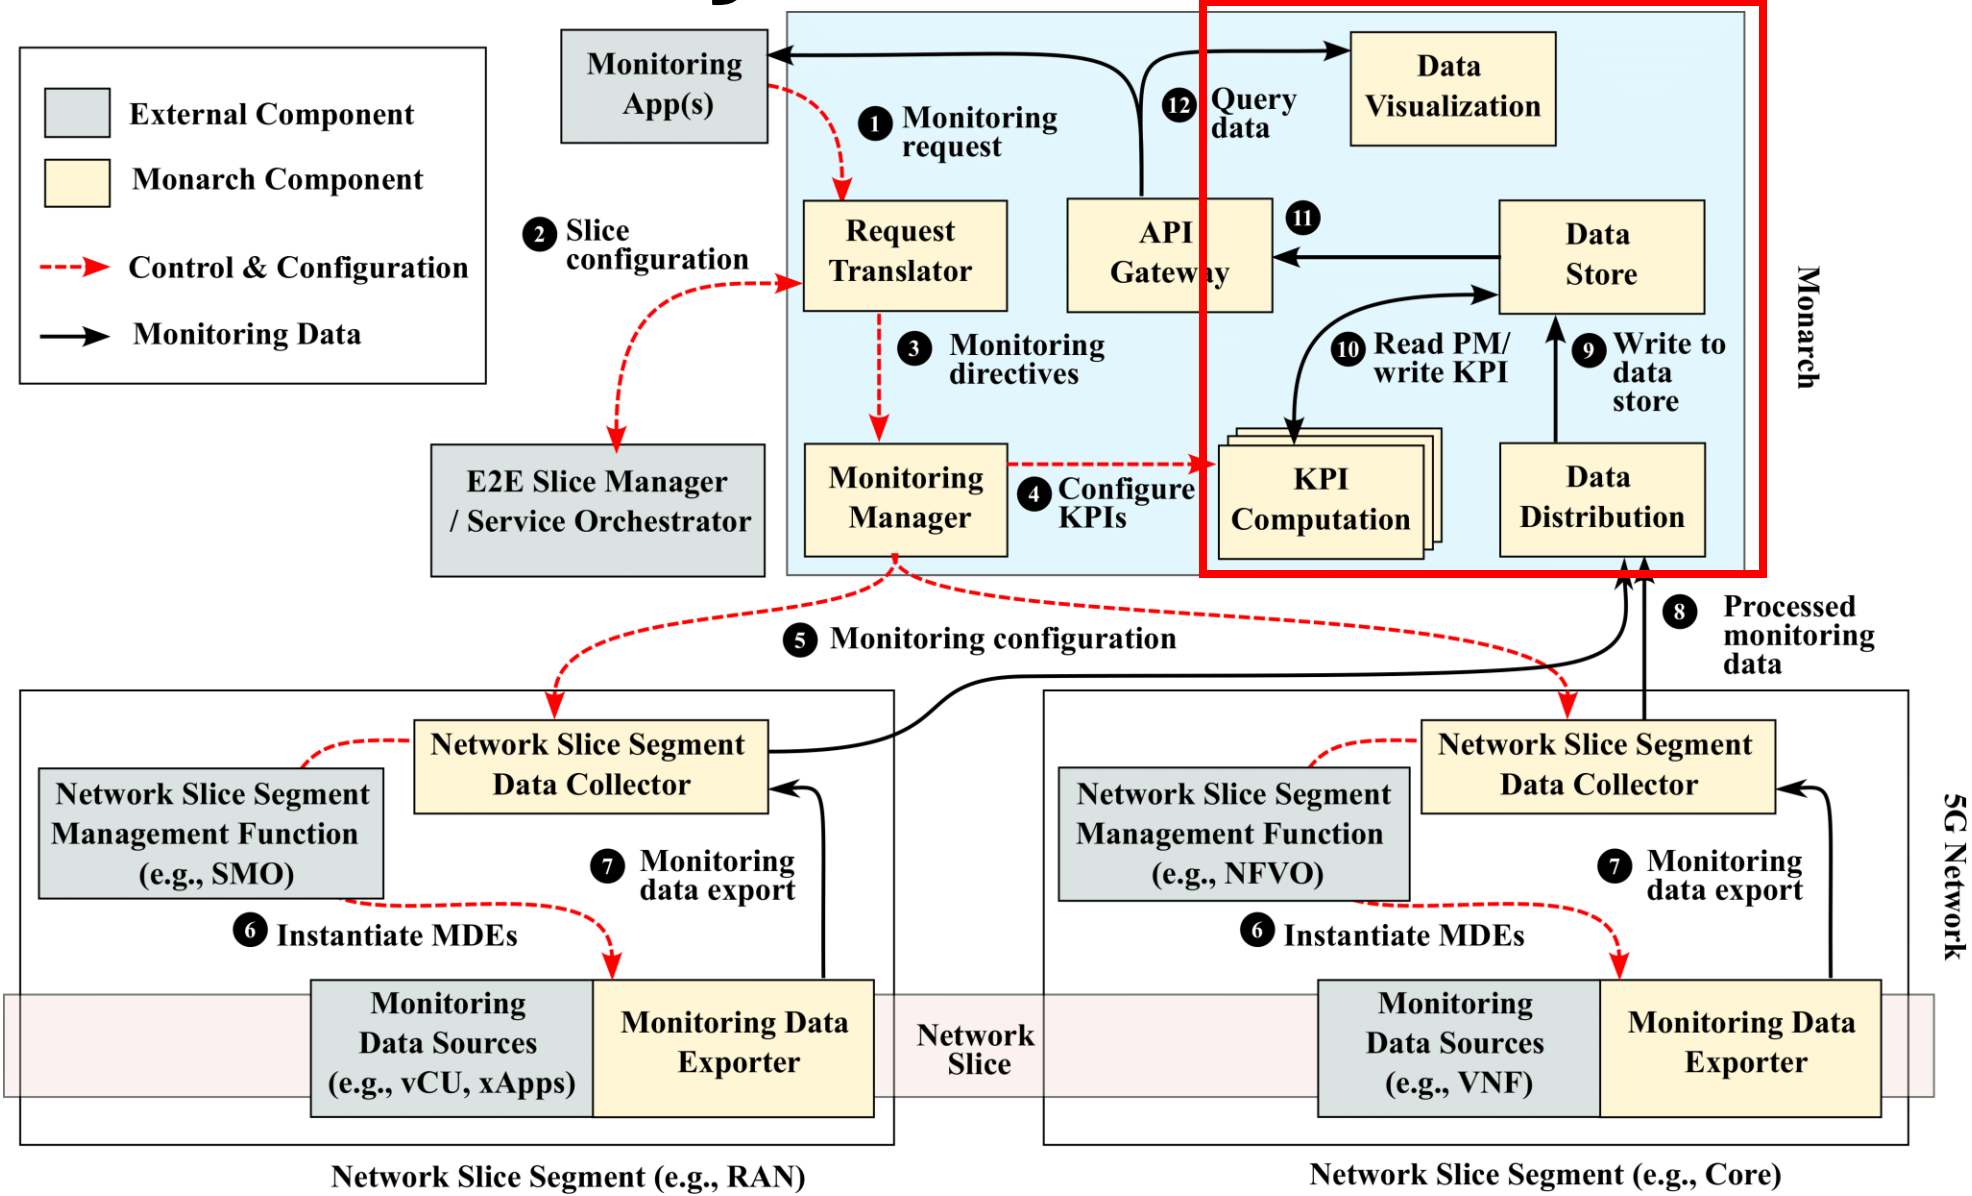 External Component
Monarch Component
Control & Configuration
Monitoring Data
Monitoring
App(s)
1 Monitoring
request
2 Slice
configuration
Request
Translator
3 Monitoring
directives
E2E Slice Manager
/ Service Orchestrator
Monitoring
Manager
4 Configure
KPIs
12 Query
data
Data
Visualization
API
Gateway
11
Data
Store
10 Read PM/
write KPI
9 Write to
data
store
KPI
Computation
Data
Distribution
Monarch
5 Monitoring configuration
8 Processed
monitoring
data
Network Slice Segment
Data Collector
Network Slice Segment
Management Function
(e.g., SMO)
7 Monitoring
data export
6 Instantiate MDEs
Monitoring
Data Sources
(e.g., vCU, xApps)
Monitoring Data
Exporter
Network
Slice
Network Slice Segment
Data Collector
Network Slice Segment
Management Function
(e.g., NFVO)
7 Monitoring
data export
6 Instantiate MDEs
Monitoring
Data Sources
(e.g., VNF)
Monitoring Data
Exporter
5G Network
Network Slice Segment (e.g., RAN)
Network Slice Segment (e.g., Core)